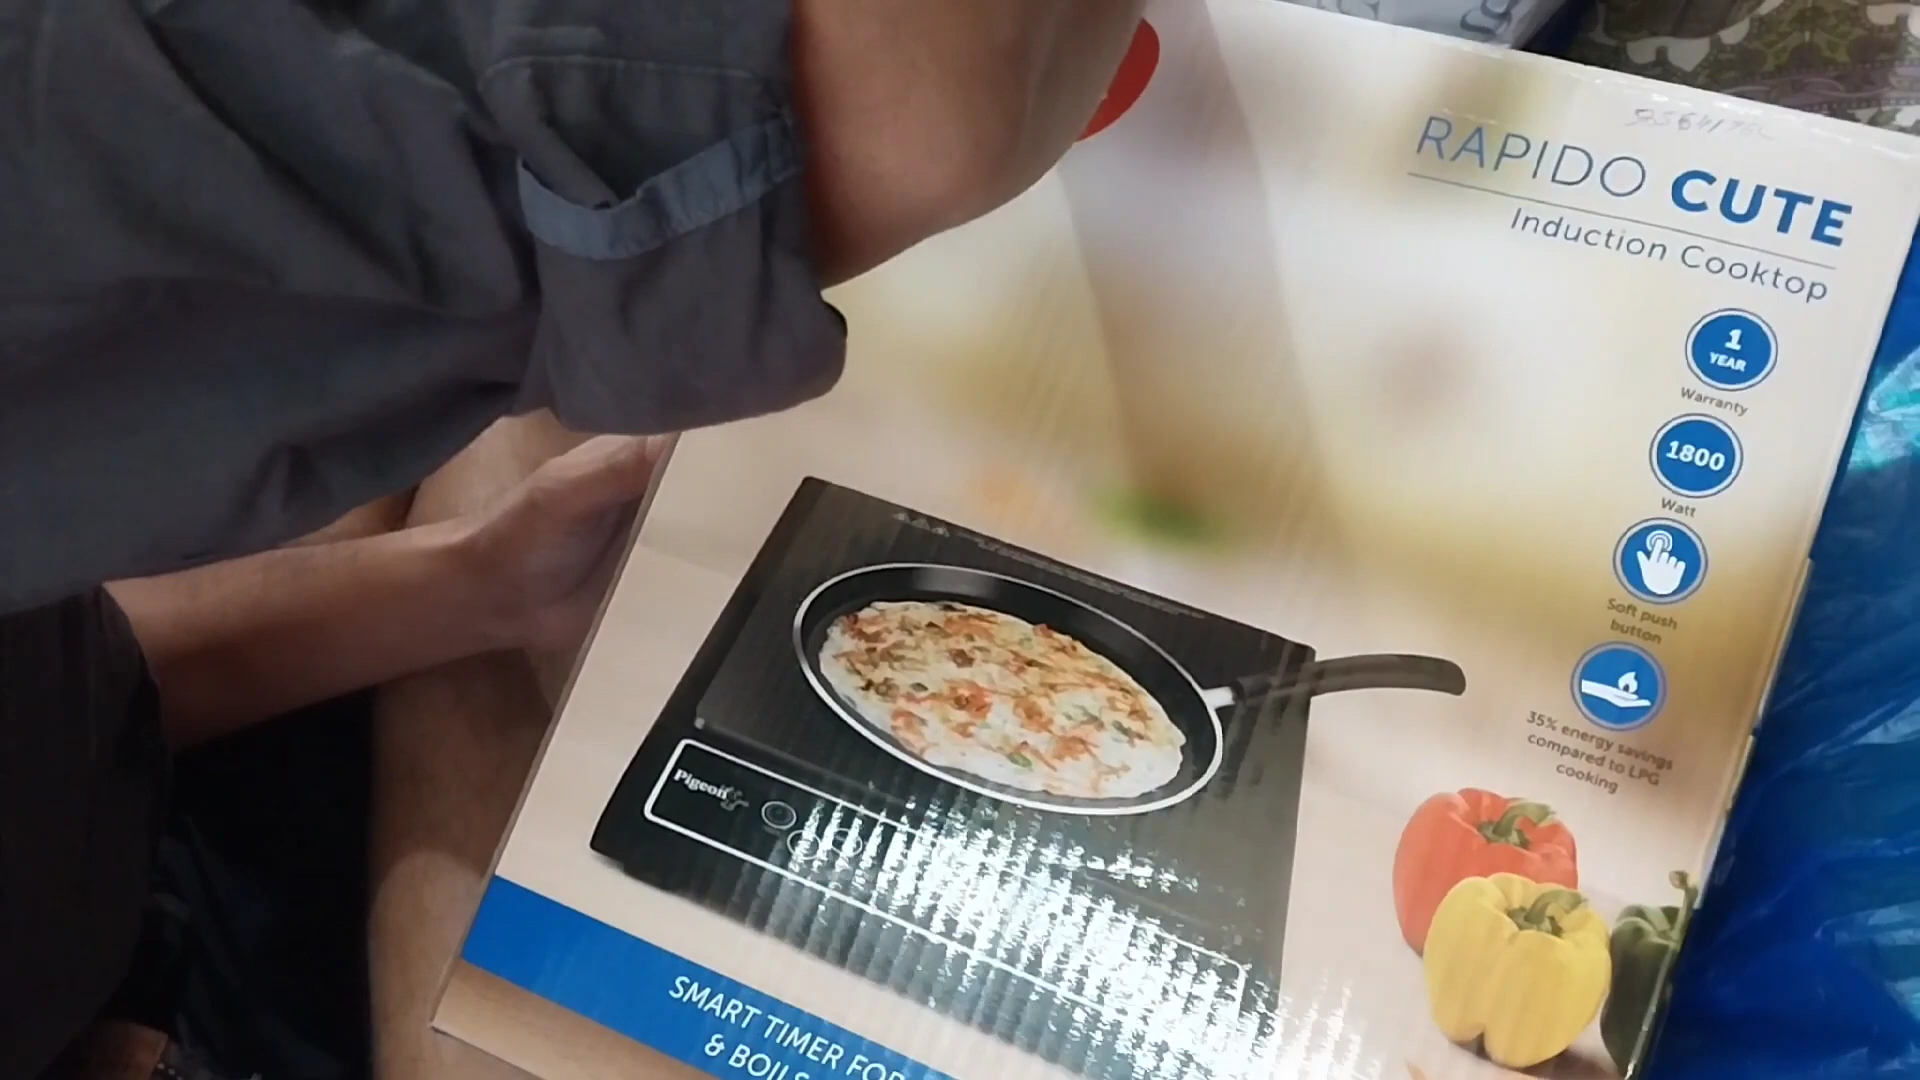 RAPIDO CUTE
Induction Cooktop
1
YEAR
Warranty
1800
Watt
Soft push
button
35% energy savings
compared to LPG
cooking
Pigeon
SMART TIMER FOR
& BOILS